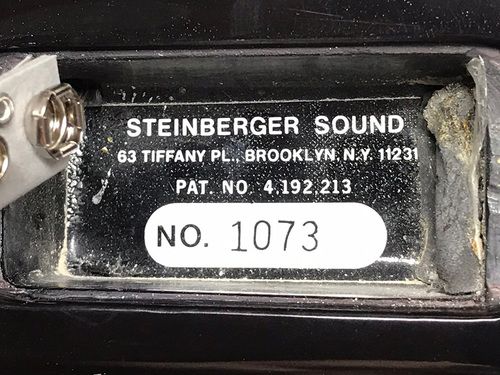 STEINBERGER SOUND
63 TIFFANY PL., BROOKLYN, N.Y. 11231
PAT. NO. 4,192,213
NO. 1073